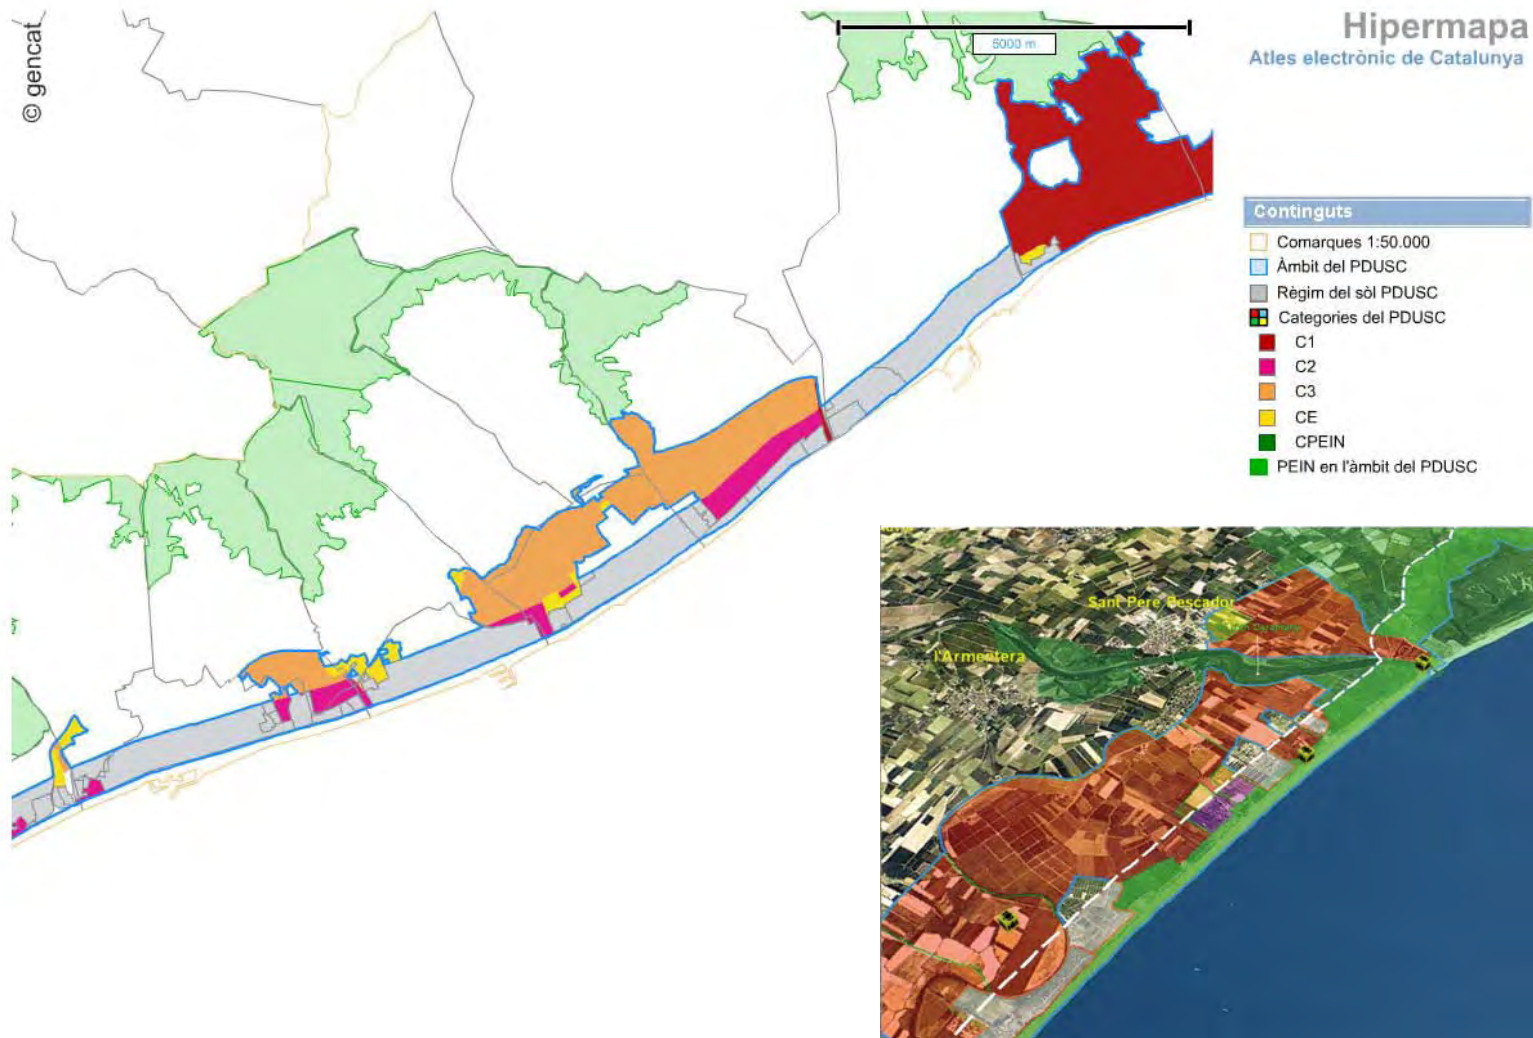 © gencat
5000 m
Hipermapa
Atles electrònic de Catalunya
Continguts
Comarques 1:50.000
Àmbit del PDUSC
Règim del sòl PDUSC
Categories del PDUSC
C1
C2
C3
CE
CPEIN
PEIN en l'àmbit del PDUSC
Sant Pere Pescador
l'Armentera